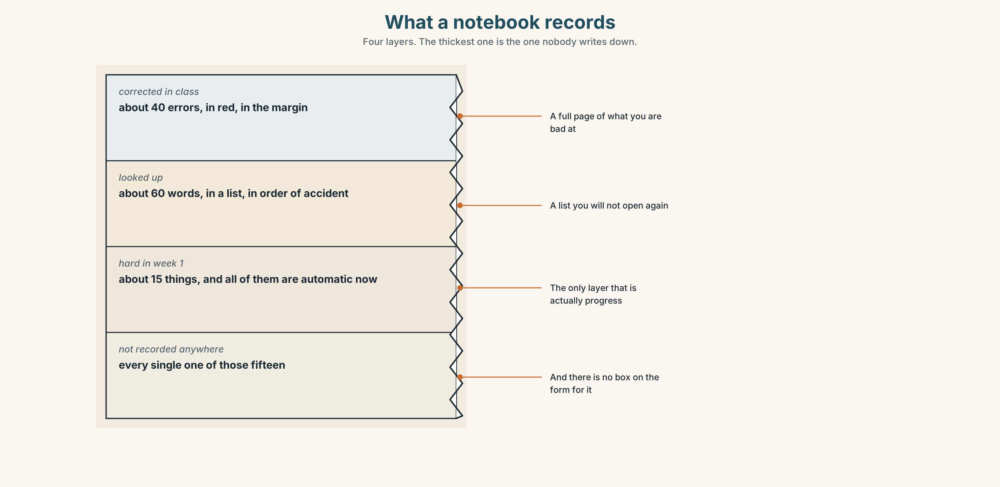 What a notebook records
Four layers. The thickest one is the one nobody writes down.
corrected in class
about 40 errors, in red, in the margin
A full page of what you are
bad at
looked up
about 60 words, in a list, in order of accident
A list you will not open again
hard in week 1
about 15 things, and all of them are automatic now
The only layer that is
actually progress
not recorded anywhere
every single one of those fifteen
And there is no box on the
form for it